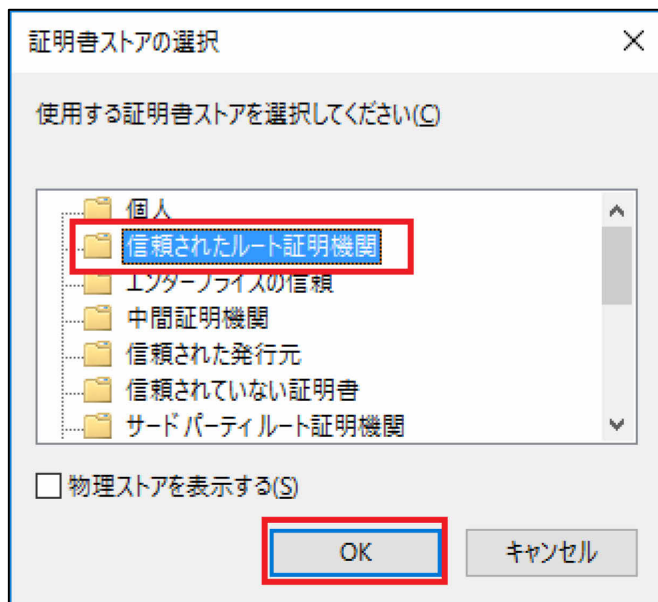 証明書ストアの選択
使用する証明書ストアを選択してください(C)
個人
信頼されたルート証明機関
エンタープライズの信頼
中間証明機関
信頼された発行元
信頼されていない証明書
サードパーティルート証明機関
物理ストアを表示する(S)
OK キャンセル